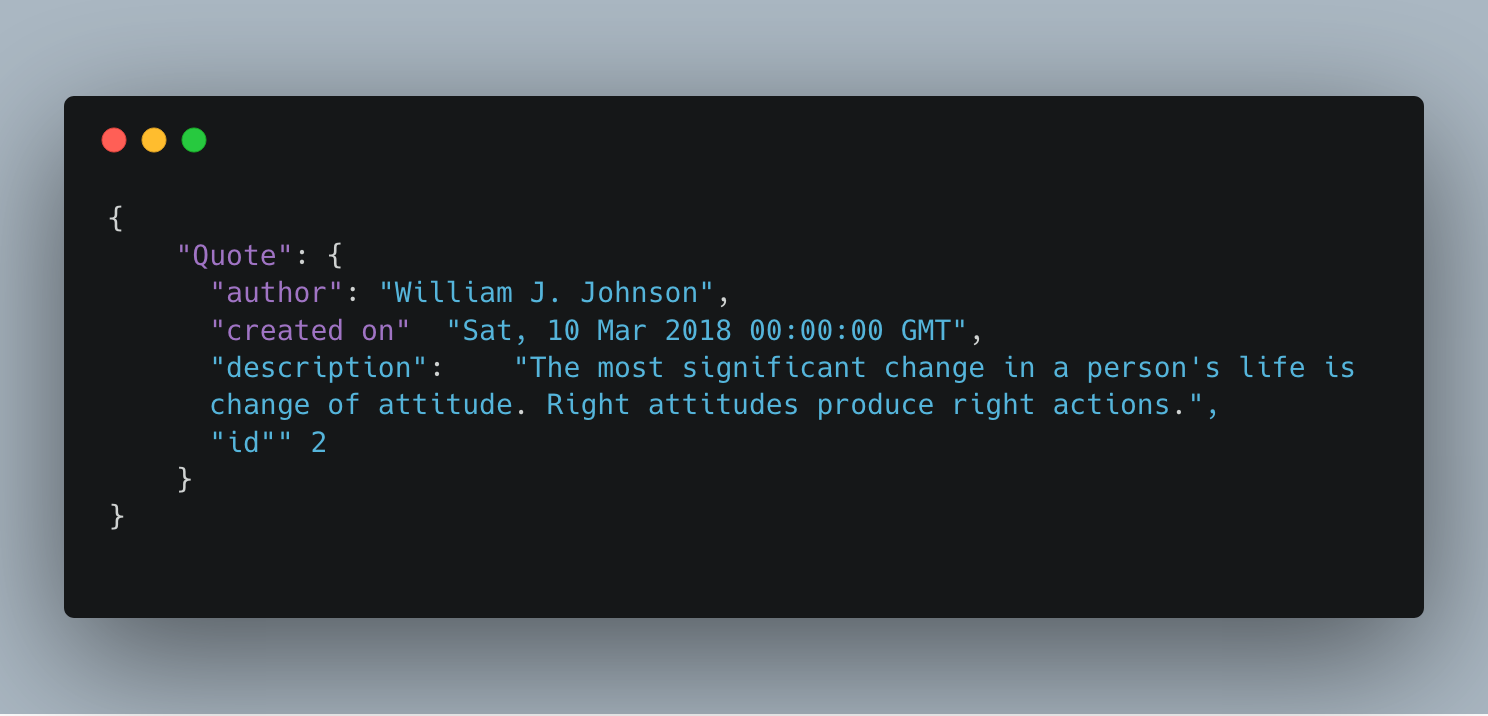 {
    "Quote": {
      "author": "William J. Johnson",
      "created on"  "Sat, 10 Mar 2018 00:00:00 GMT",
      "description":    "The most significant change in a person's life is
      change of attitude. Right attitudes produce right actions.",
      "id"" 2
    }
}